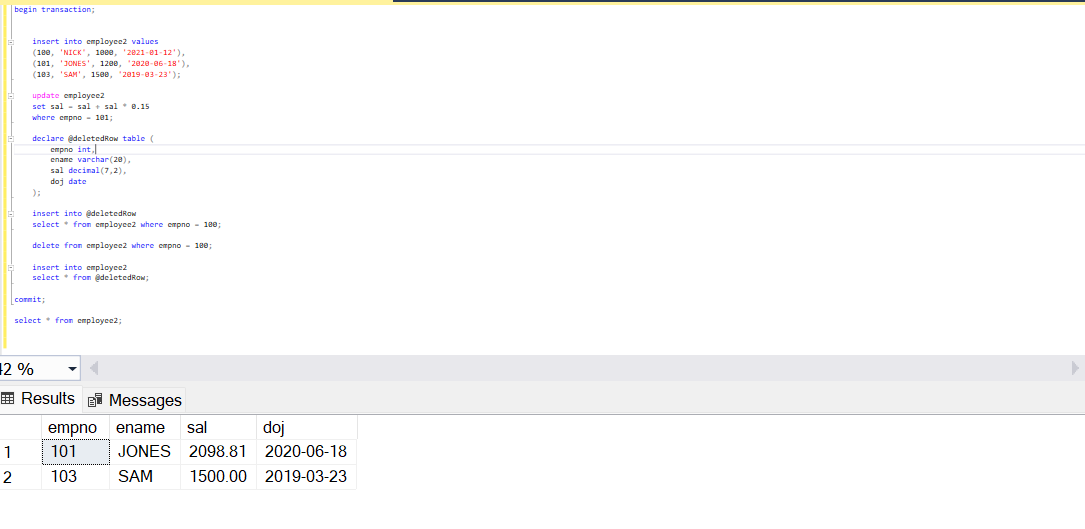 begin transaction;
insert into employee2 values
(100, 'NICK', 1000, '2021-01-12'),
(101, 'JONES', 1200, '2020-06-18'),
(103, 'SAM', 1500, '2019-03-23');
update employee2
set sal = sal + sal * 0.15
where empno = 101;
declare @deletedRow table (
empno int,
ename varchar(20),
sal decimal(7,2),
doj date
);
insert into @deletedRow
select * from employee2 where empno = 100;
delete from employee2 where empno = 100;
insert into employee2
select * from @deletedRow;
commit;
select * from employee2;
42 %
Results Messages
empno ename sal doj
1 101 JONES 2098.81 2020-06-18
2 103 SAM 1500.00 2019-03-23